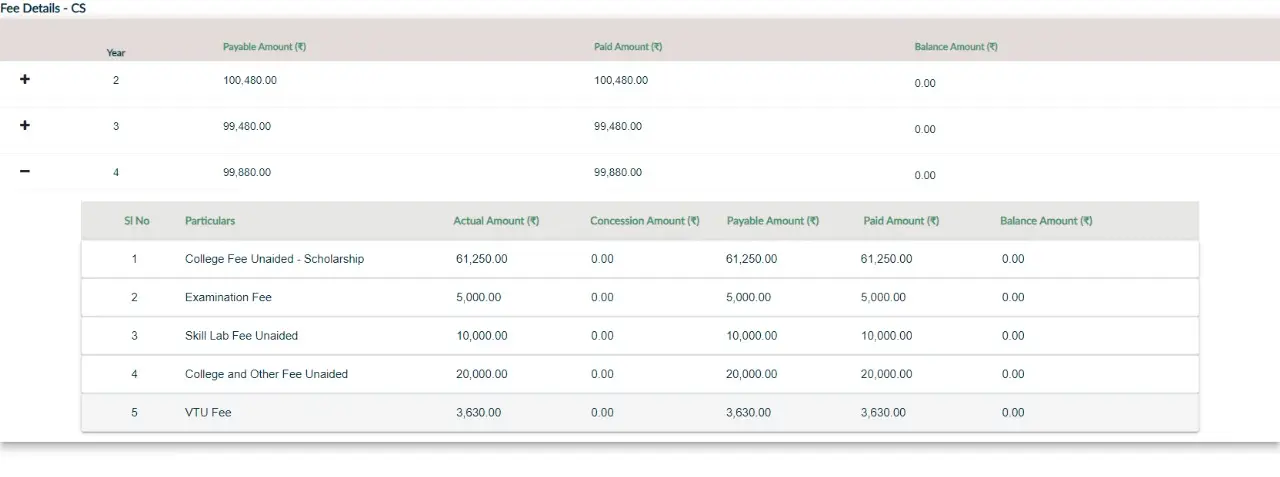 Fee Details - CS
Year Payable Amount (₹) Paid Amount (₹) Balance Amount (₹)
+ 2 100,480.00 100,480.00 0.00
+ 3 99,480.00 99,480.00 0.00
− 4 99,880.00 99,880.00 0.00
Sl No Particulars Actual Amount (₹) Concession Amount (₹) Payable Amount (₹) Paid Amount (₹) Balance Amount (₹)
1 College Fee Unaided - Scholarship 61,250.00 0.00 61,250.00 61,250.00 0.00
2 Examination Fee 5,000.00 0.00 5,000.00 5,000.00 0.00
3 Skill Lab Fee Unaided 10,000.00 0.00 10,000.00 10,000.00 0.00
4 College and Other Fee Unaided 20,000.00 0.00 20,000.00 20,000.00 0.00
5 VTU Fee 3,630.00 0.00 3,630.00 3,630.00 0.00